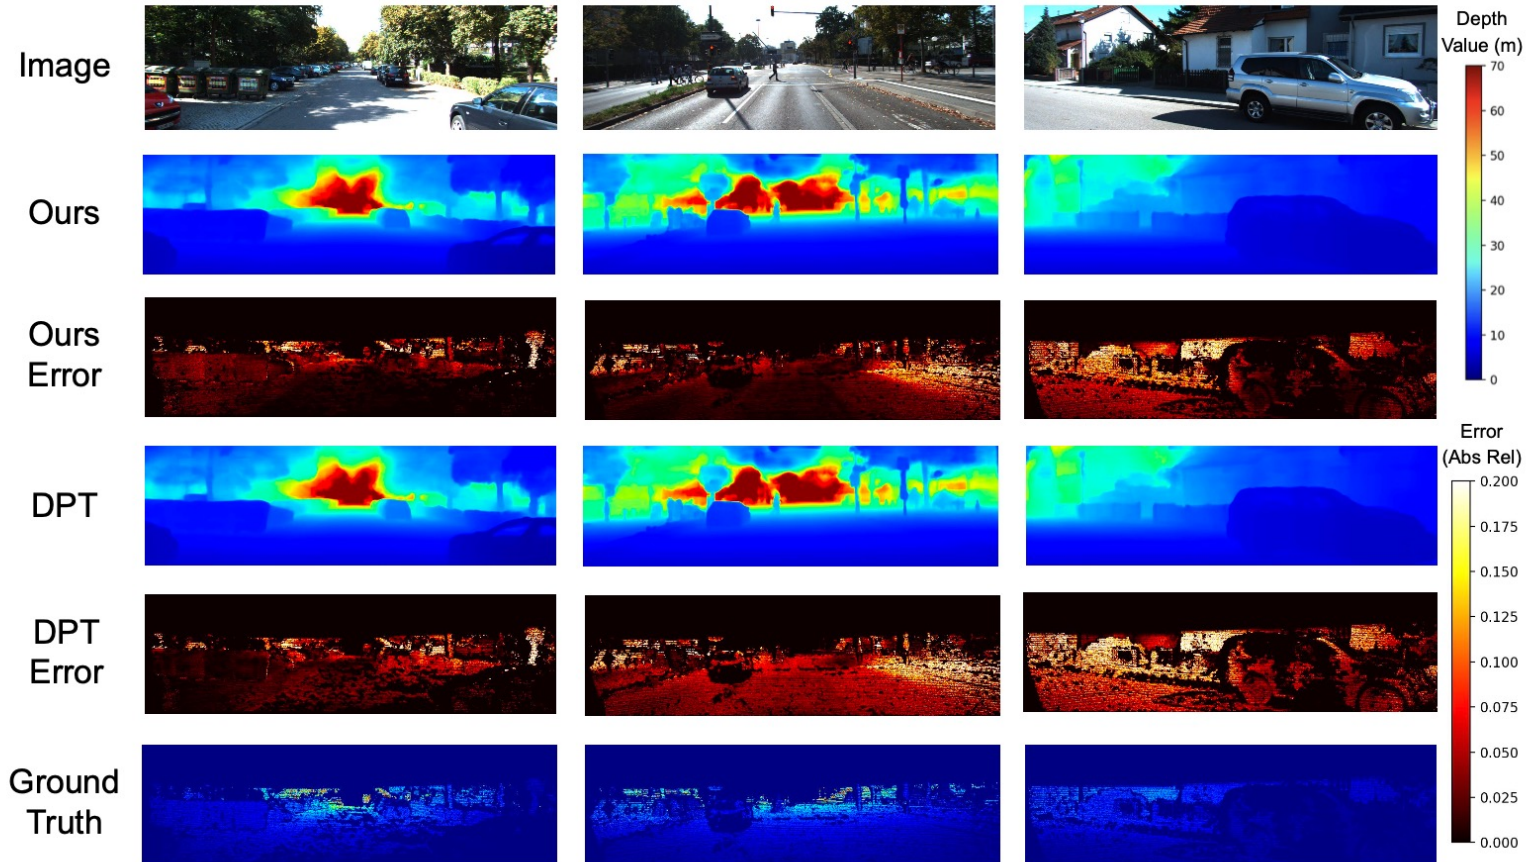 Image
Depth
Value (m)
70
60
50
40
30
20
10
0
Ours
Ours
Error
Error
(Abs Rel)
0.200
0.175
0.150
0.125
0.100
0.075
0.050
0.025
0.000
DPT
DPT
Error
Ground
Truth